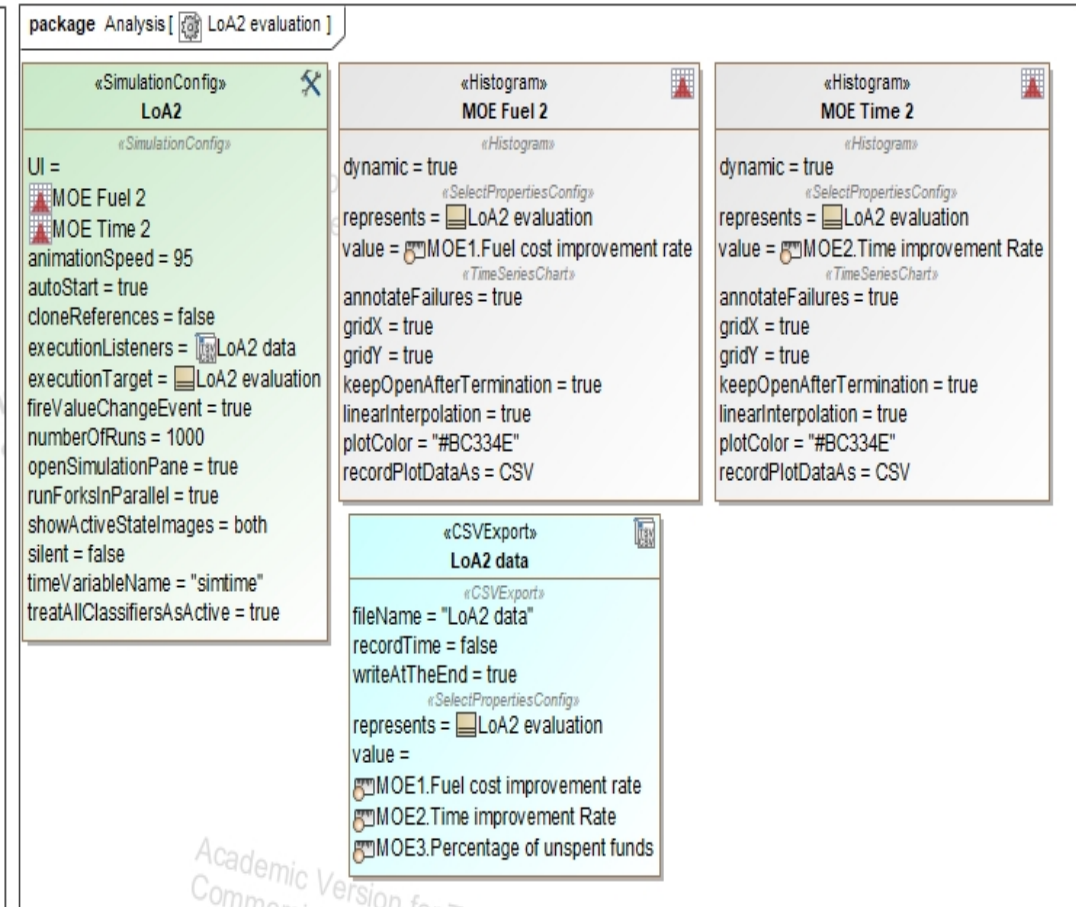 package Analysis [ LoA2 evaluation ]
«SimulationConfig»
LoA2
«SimulationConfig»
UI =
MOE Fuel 2
MOE Time 2
animationSpeed = 95
autoStart = true
cloneReferences = false
executionListeners = LoA2 data
executionTarget = LoA2 evaluation
fireValueChangeEvent = true
numberOfRuns = 1000
openSimulationPane = true
runForksInParallel = true
showActiveStateImages = both
silent = false
timeVariableName = "simtime"
treatAllClassifiersAsActive = true
«Histogram»
MOE Fuel 2
«Histogram»
dynamic = true
«SelectPropertiesConfig»
represents = LoA2 evaluation
value = MOE1.Fuel cost improvement rate
«TimeSeriesChart»
annotateFailures = true
gridX = true
gridY = true
keepOpenAfterTermination = true
linearInterpolation = true
plotColor = "#BC334E"
recordPlotDataAs = CSV
«Histogram»
MOE Time 2
«Histogram»
dynamic = true
«SelectPropertiesConfig»
represents = LoA2 evaluation
value = MOE2.Time improvement Rate
«TimeSeriesChart»
annotateFailures = true
gridX = true
gridY = true
keepOpenAfterTermination = true
linearInterpolation = true
plotColor = "#BC334E"
recordPlotDataAs = CSV
«CSVExport»
LoA2 data
«CSVExport»
fileName = "LoA2 data"
recordTime = false
writeAtTheEnd = true
«SelectPropertiesConfig»
represents = LoA2 evaluation
value =
MOE1.Fuel cost improvement rate
MOE2.Time improvement Rate
MOE3.Percentage of unspent funds
Academic Version for